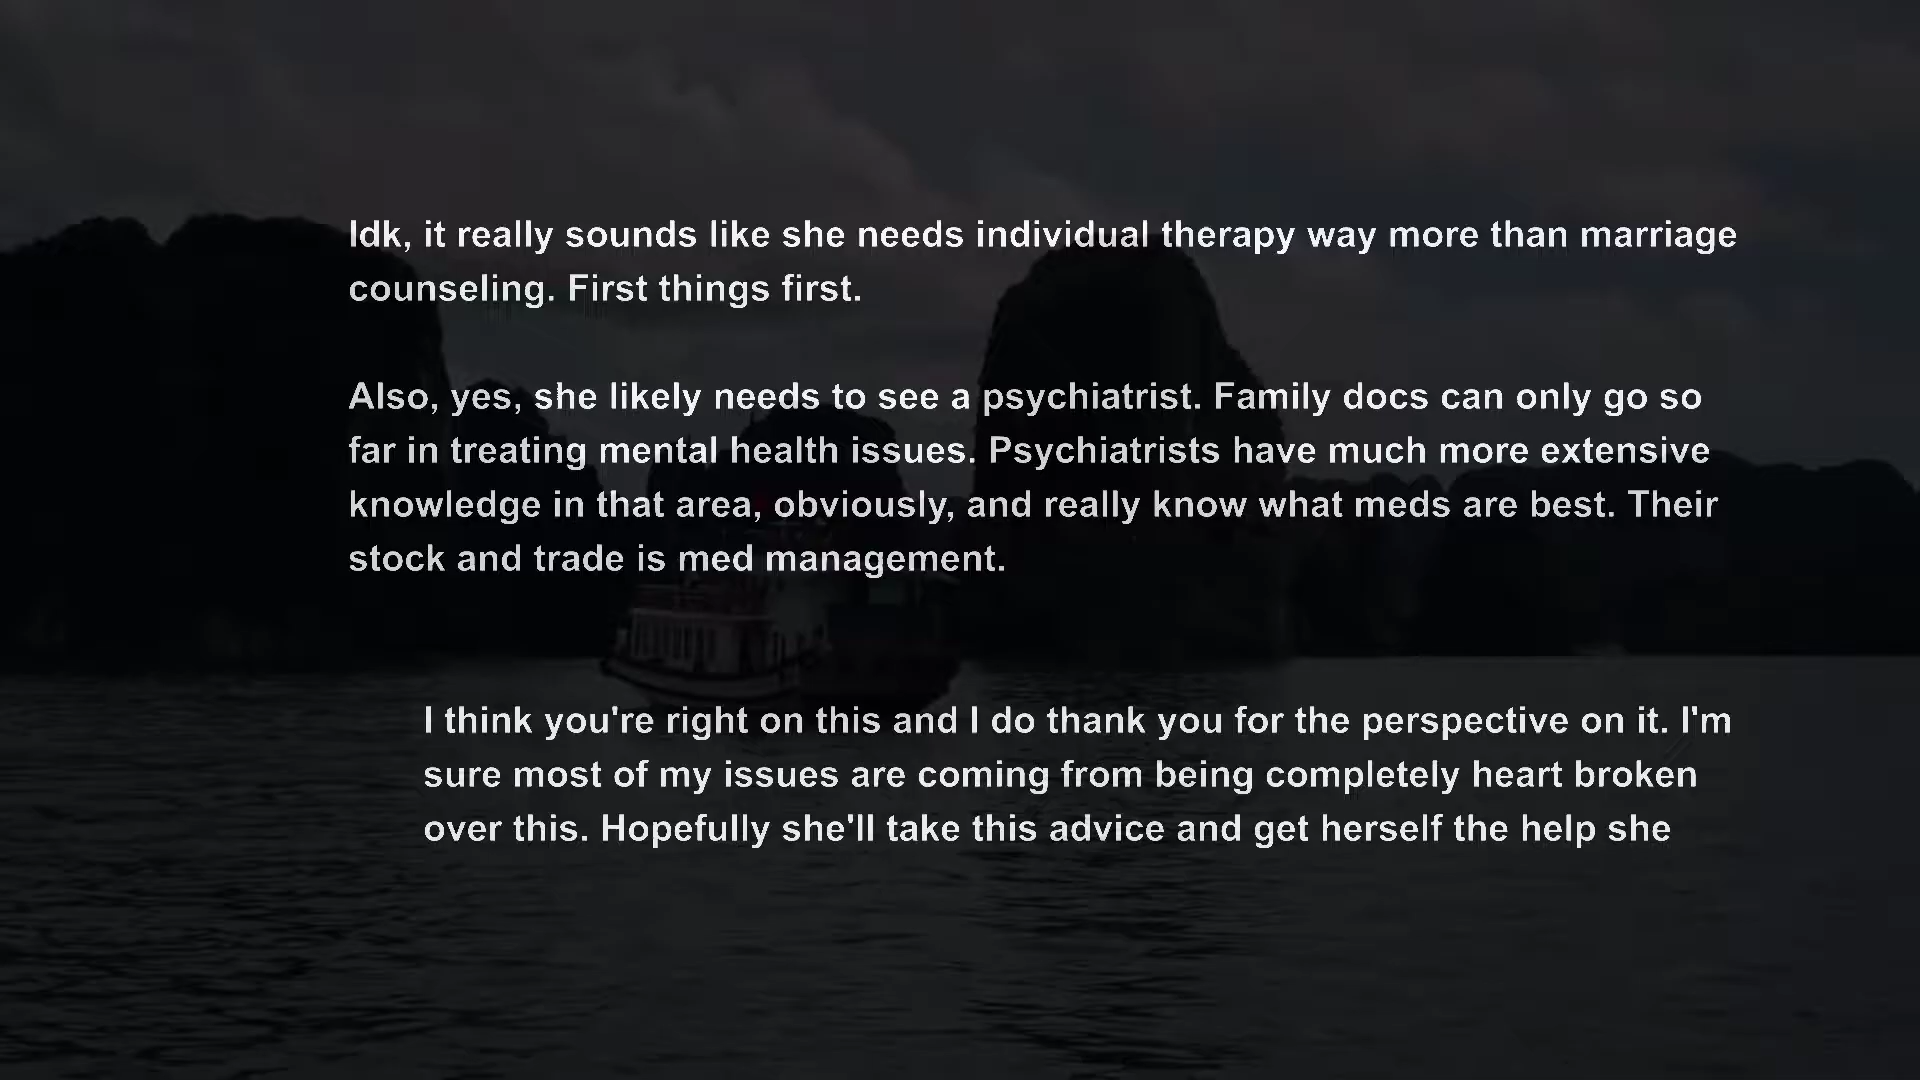 Idk, it really sounds like she needs individual therapy way more than marriage
counseling. First things first.
Also, yes, she likely needs to see a psychiatrist. Family docs can only go so
far in treating mental health issues. Psychiatrists have much more extensive
knowledge in that area, obviously, and really know what meds are best. Their
stock and trade is med management.
I think you're right on this and I do thank you for the perspective on it. I'm
sure most of my issues are coming from being completely heart broken
over this. Hopefully she'll take this advice and get herself the help she